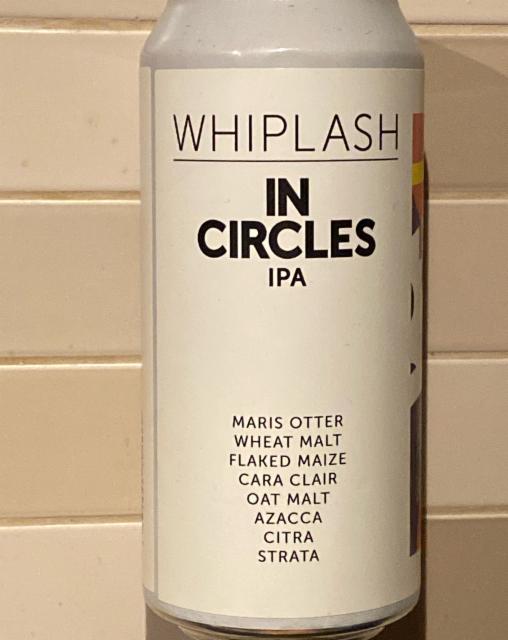 WHIPLASH
IN
CIRCLES
IPA
MARIS OTTER
WHEAT MALT
FLAKED MAIZE
CARA CLAIR
OAT MALT
AZACCA
CITRA
STRATA